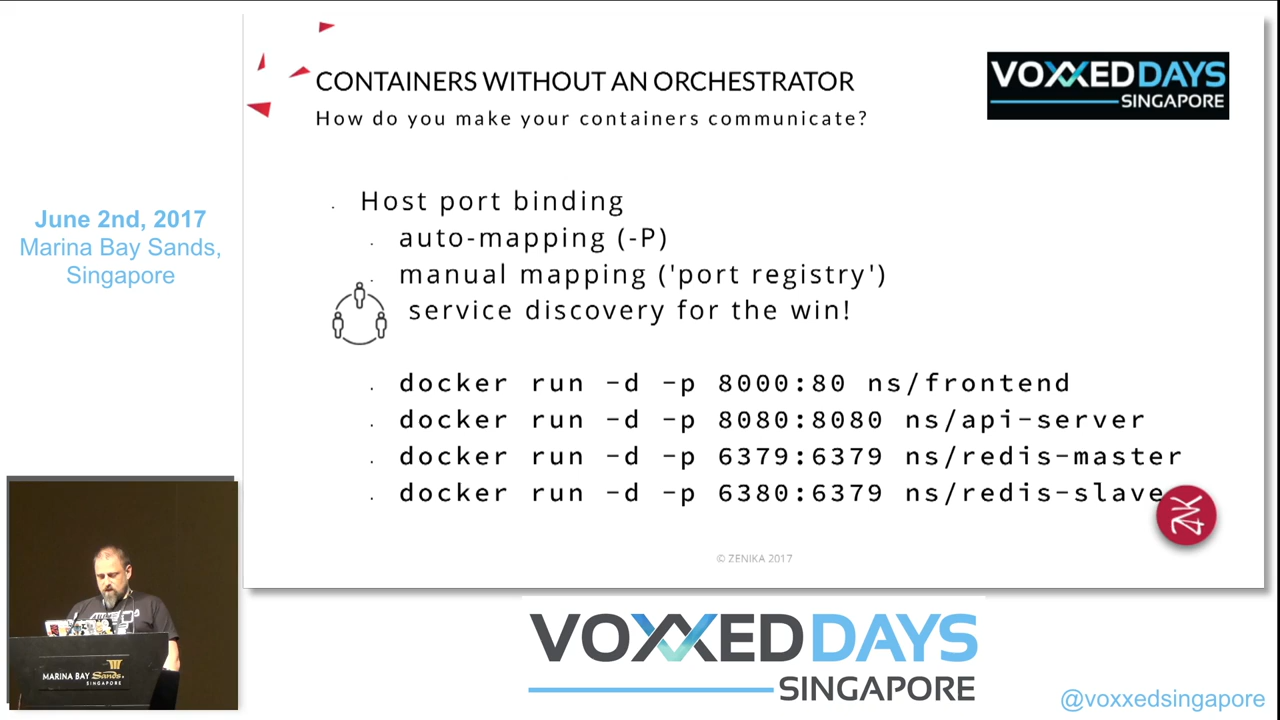 CONTAINERS WITHOUT AN ORCHESTRATOR
How do you make your containers communicate?
VOXXED DAYS
SINGAPORE
June 2nd, 2017
Marina Bay Sands,
Singapore
. Host port binding
. auto-mapping (-P)
. manual mapping ('port registry')
service discovery for the win!
. docker run -d -p 8000:80 ns/frontend
. docker run -d -p 8080:8080 ns/api-server
. docker run -d -p 6379:6379 ns/redis-master
. docker run -d -p 6380:6379 ns/redis-slave
ZK
© ZENIKA 2017
MARINA BAY Sands.
SINGAPORE
VOXXED DAYS
SINGAPORE
@voxxedsingapore